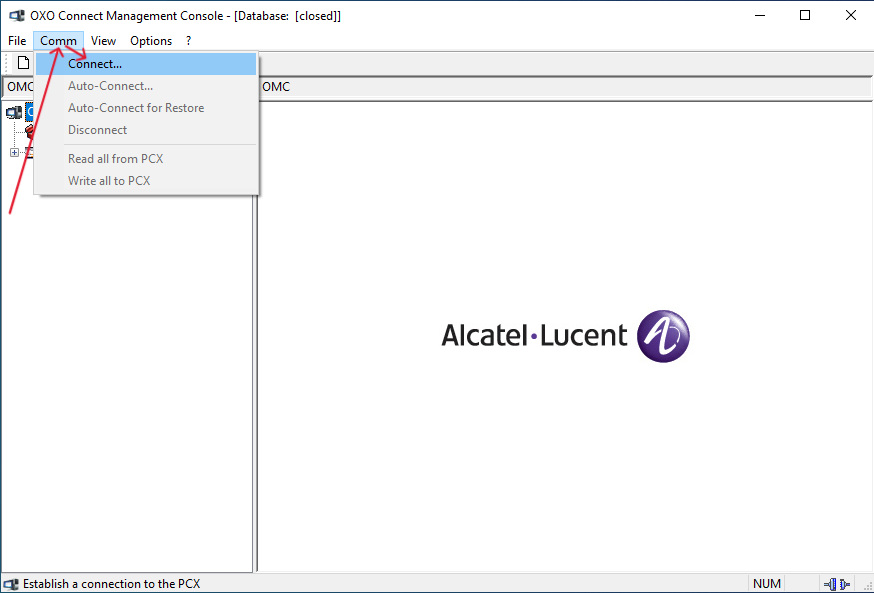 OXO Connect Management Console - [Database: [closed]]
File Comm View Options ?
Connect...
OMC
Auto-Connect...
OMC
Auto-Connect for Restore
Disconnect
Read all from PCX
Write all to PCX
Alcatel·Lucent
Establish a connection to the PCX
NUM